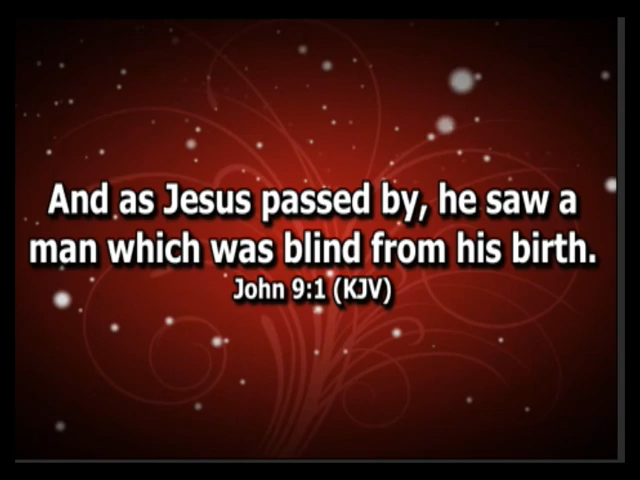 And as Jesus passed by, he saw a
man which was blind from his birth.
John 9:1 (KJV)